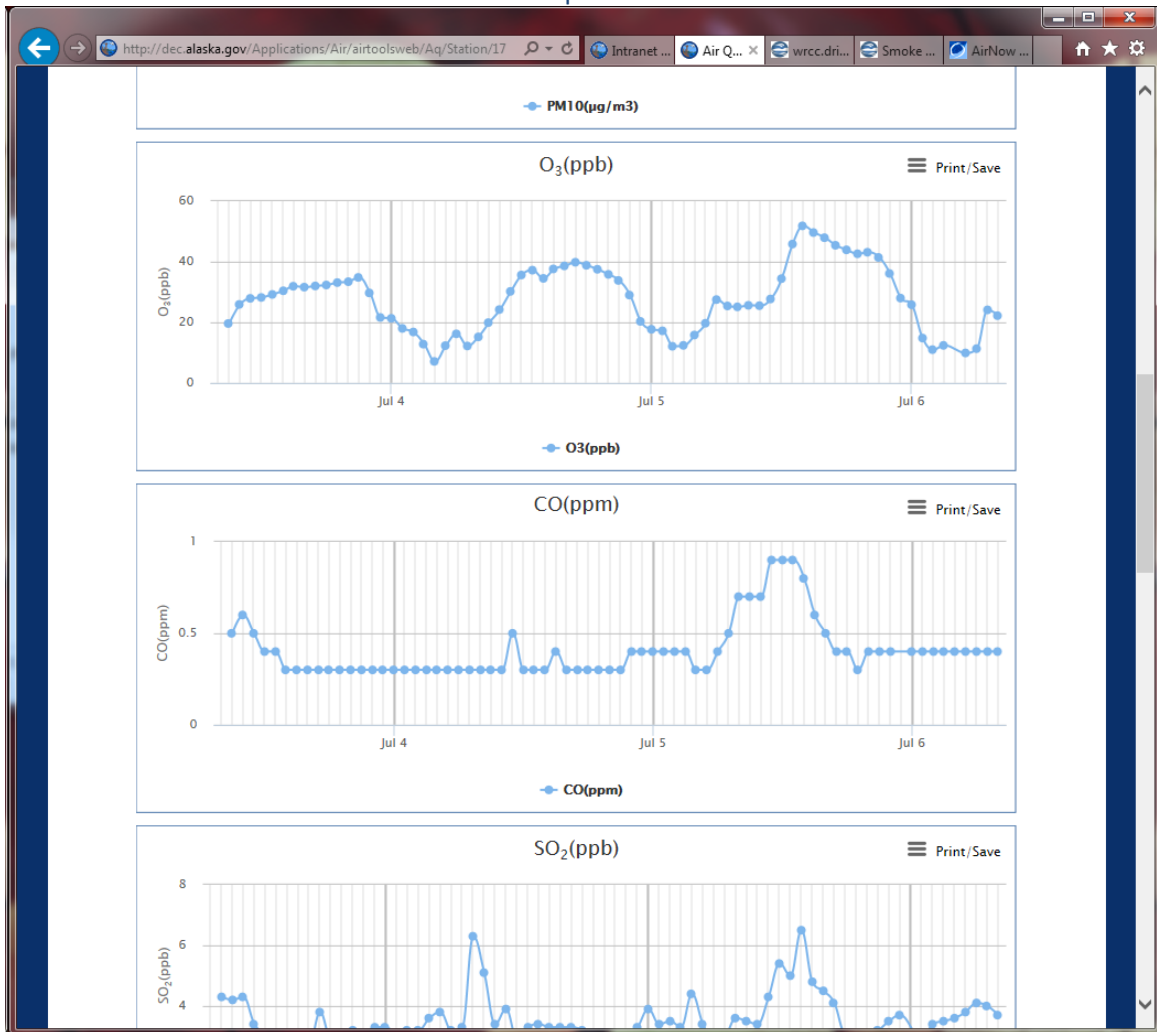 http://dec.alaska.gov/Applications/Air/airtoolsweb/Aq/Station/17
Intranet ...
Air Q...
wrcc.dri...
Smoke ...
AirNow ...
PM10(µg/m3)
O₃(ppb)
Print/Save
60
40
20
0
O₃(ppb)
Jul 4 Jul 5 Jul 6
O3(ppb)
CO(ppm)
Print/Save
1
0.5
0
CO(ppm)
Jul 4 Jul 5 Jul 6
CO(ppm)
SO₂(ppb)
Print/Save
8
6
4
SO₂(ppb)